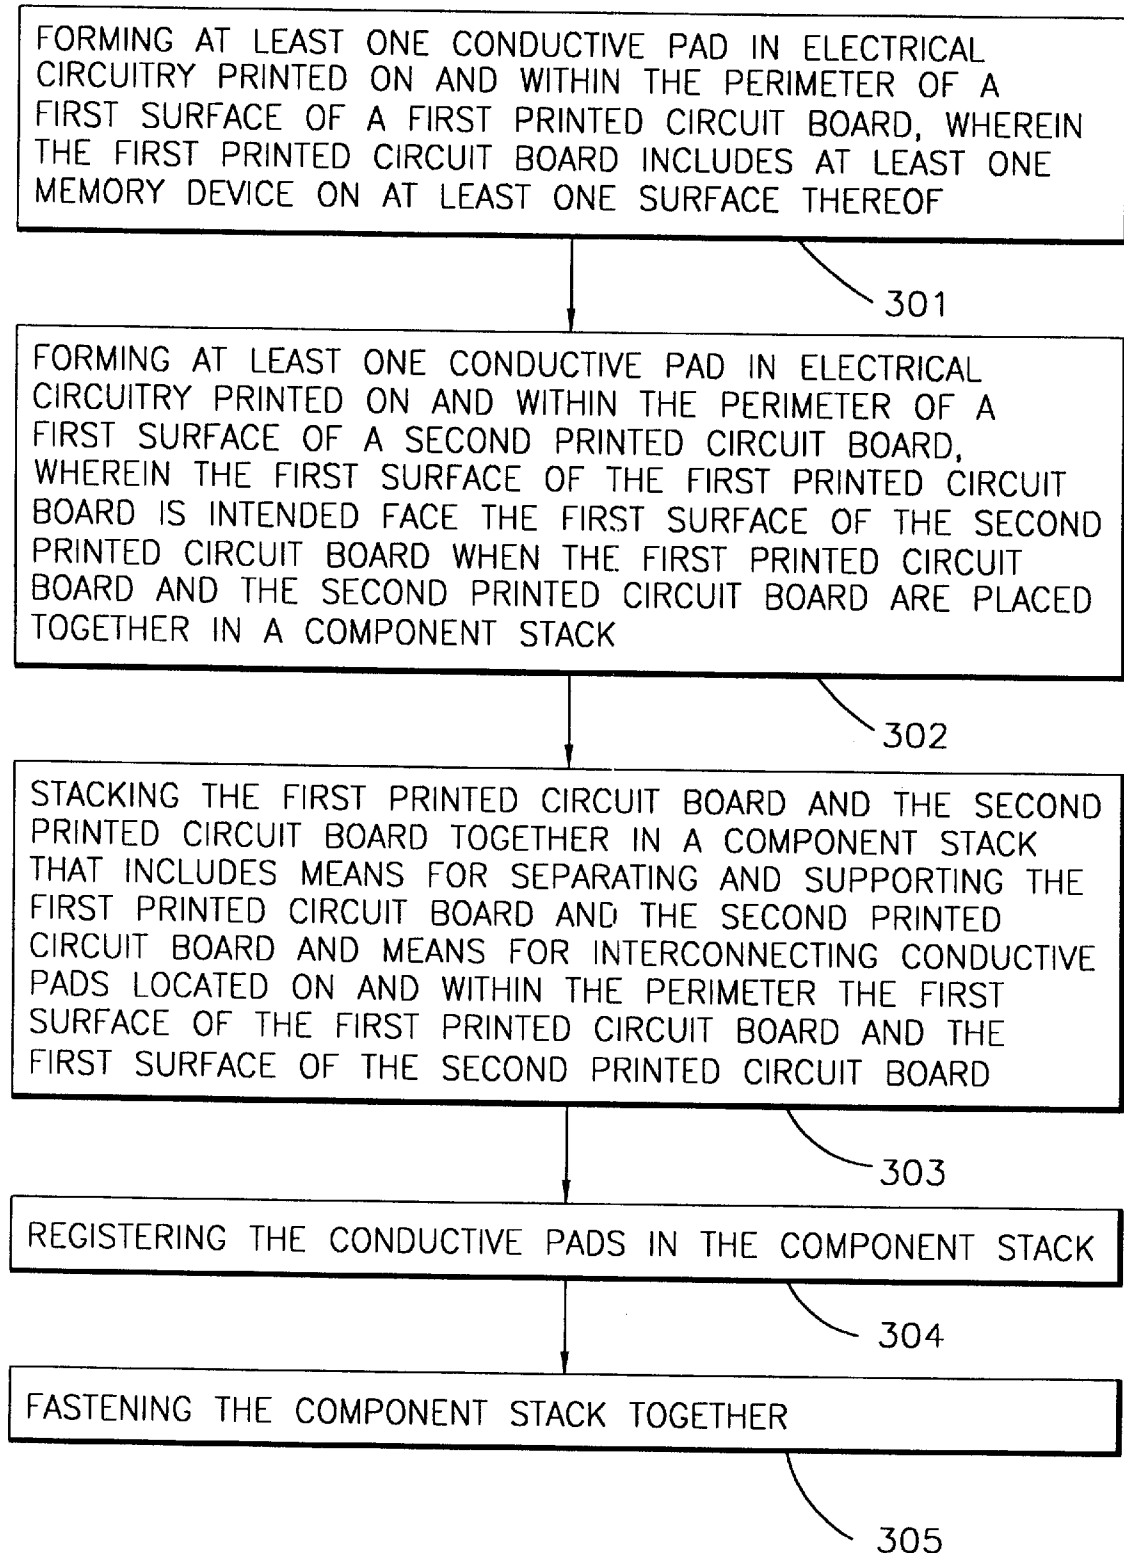 FORMING AT LEAST ONE CONDUCTIVE PAD IN ELECTRICAL
CIRCUITRY PRINTED ON AND WITHIN THE PERIMETER OF A
FIRST SURFACE OF A FIRST PRINTED CIRCUIT BOARD, WHEREIN
THE FIRST PRINTED CIRCUIT BOARD INCLUDES AT LEAST ONE
MEMORY DEVICE ON AT LEAST ONE SURFACE THEREOF
301
FORMING AT LEAST ONE CONDUCTIVE PAD IN ELECTRICAL
CIRCUITRY PRINTED ON AND WITHIN THE PERIMETER OF A
FIRST SURFACE OF A SECOND PRINTED CIRCUIT BOARD,
WHEREIN THE FIRST SURFACE OF THE FIRST PRINTED CIRCUIT
BOARD IS INTENDED FACE THE FIRST SURFACE OF THE SECOND
PRINTED CIRCUIT BOARD WHEN THE FIRST PRINTED CIRCUIT
BOARD AND THE SECOND PRINTED CIRCUIT BOARD ARE PLACED
TOGETHER IN A COMPONENT STACK
302
STACKING THE FIRST PRINTED CIRCUIT BOARD AND THE SECOND
PRINTED CIRCUIT BOARD TOGETHER IN A COMPONENT STACK
THAT INCLUDES MEANS FOR SEPARATING AND SUPPORTING THE
FIRST PRINTED CIRCUIT BOARD AND THE SECOND PRINTED
CIRCUIT BOARD AND MEANS FOR INTERCONNECTING CONDUCTIVE
PADS LOCATED ON AND WITHIN THE PERIMETER THE FIRST
SURFACE OF THE FIRST PRINTED CIRCUIT BOARD AND THE
FIRST SURFACE OF THE SECOND PRINTED CIRCUIT BOARD
303
REGISTERING THE CONDUCTIVE PADS IN THE COMPONENT STACK
304
FASTENING THE COMPONENT STACK TOGETHER
305